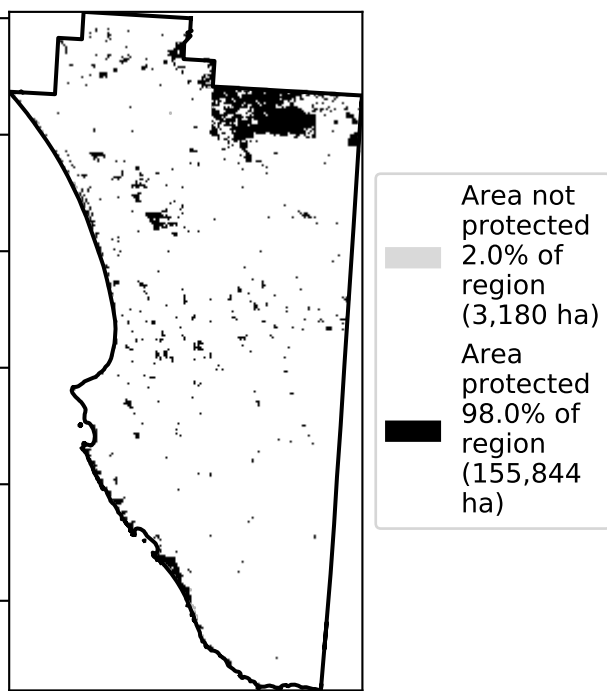 Area not
protected
2.0% of
region
(3,180 ha)
Area
protected
98.0% of
region
(155,844
ha)